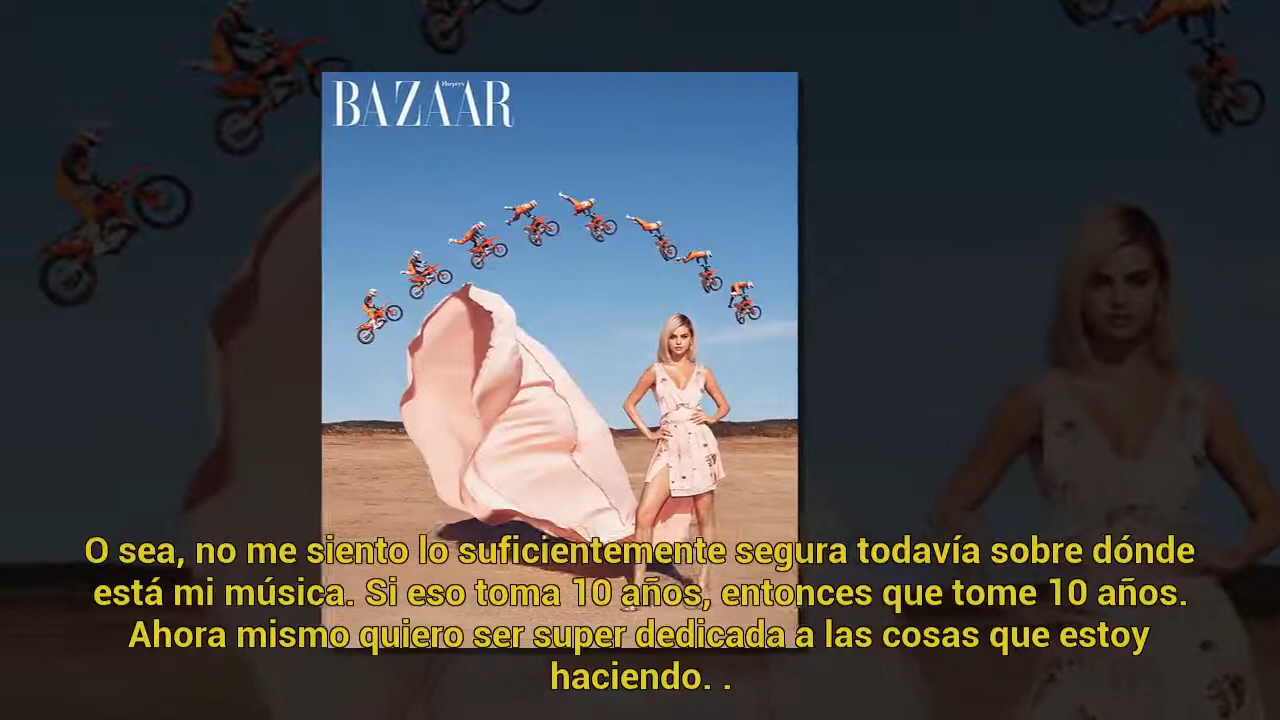 Harper's
BAZAAR
O sea, no me siento lo suficientemente segura todavía sobre dónde
está mi música. Si eso toma 10 años, entonces que tome 10 años.
Ahora mismo quiero ser super dedicada a las cosas que estoy
haciendo. .